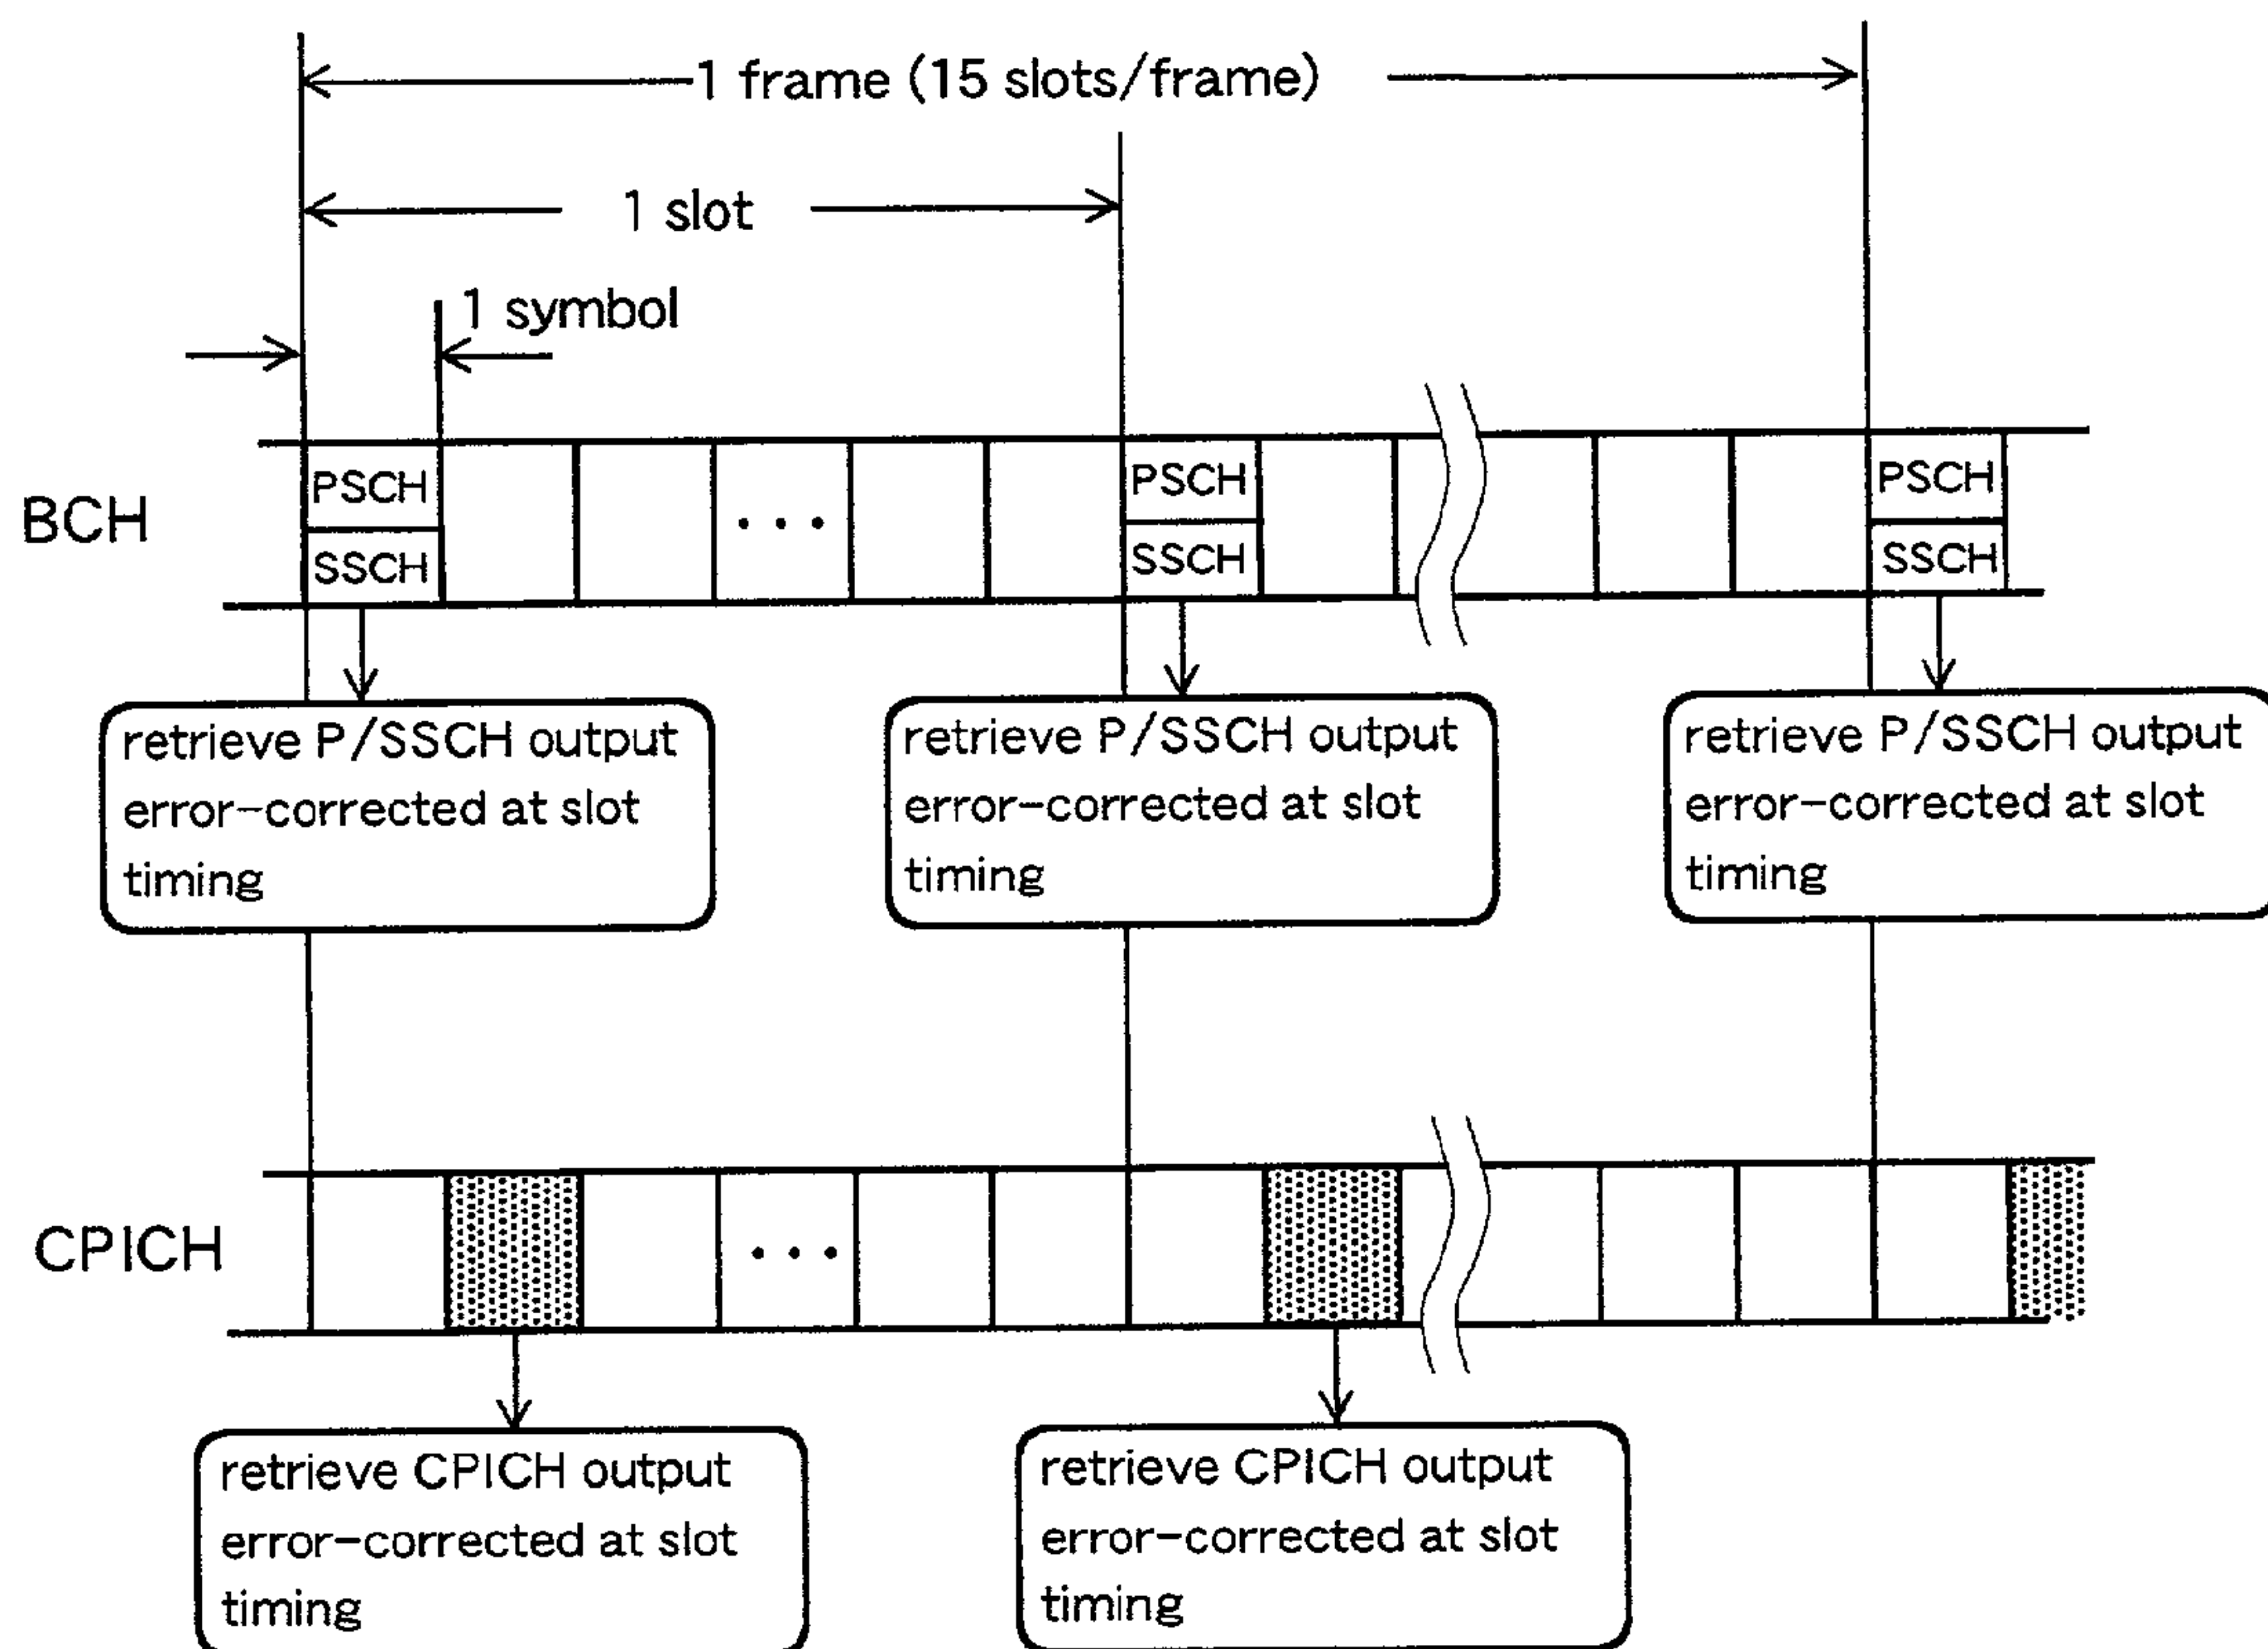 1 frame (15 slots/frame)
1 slot
1 symbol
BCH
PSCH
SSCH
...
PSCH
SSCH
PSCH
SSCH
retrieve P/SSCH output
error-corrected at slot
timing
retrieve P/SSCH output
error-corrected at slot
timing
retrieve P/SSCH output
error-corrected at slot
timing
CPICH
...
retrieve CPICH output
error-corrected at slot
timing
retrieve CPICH output
error-corrected at slot
timing